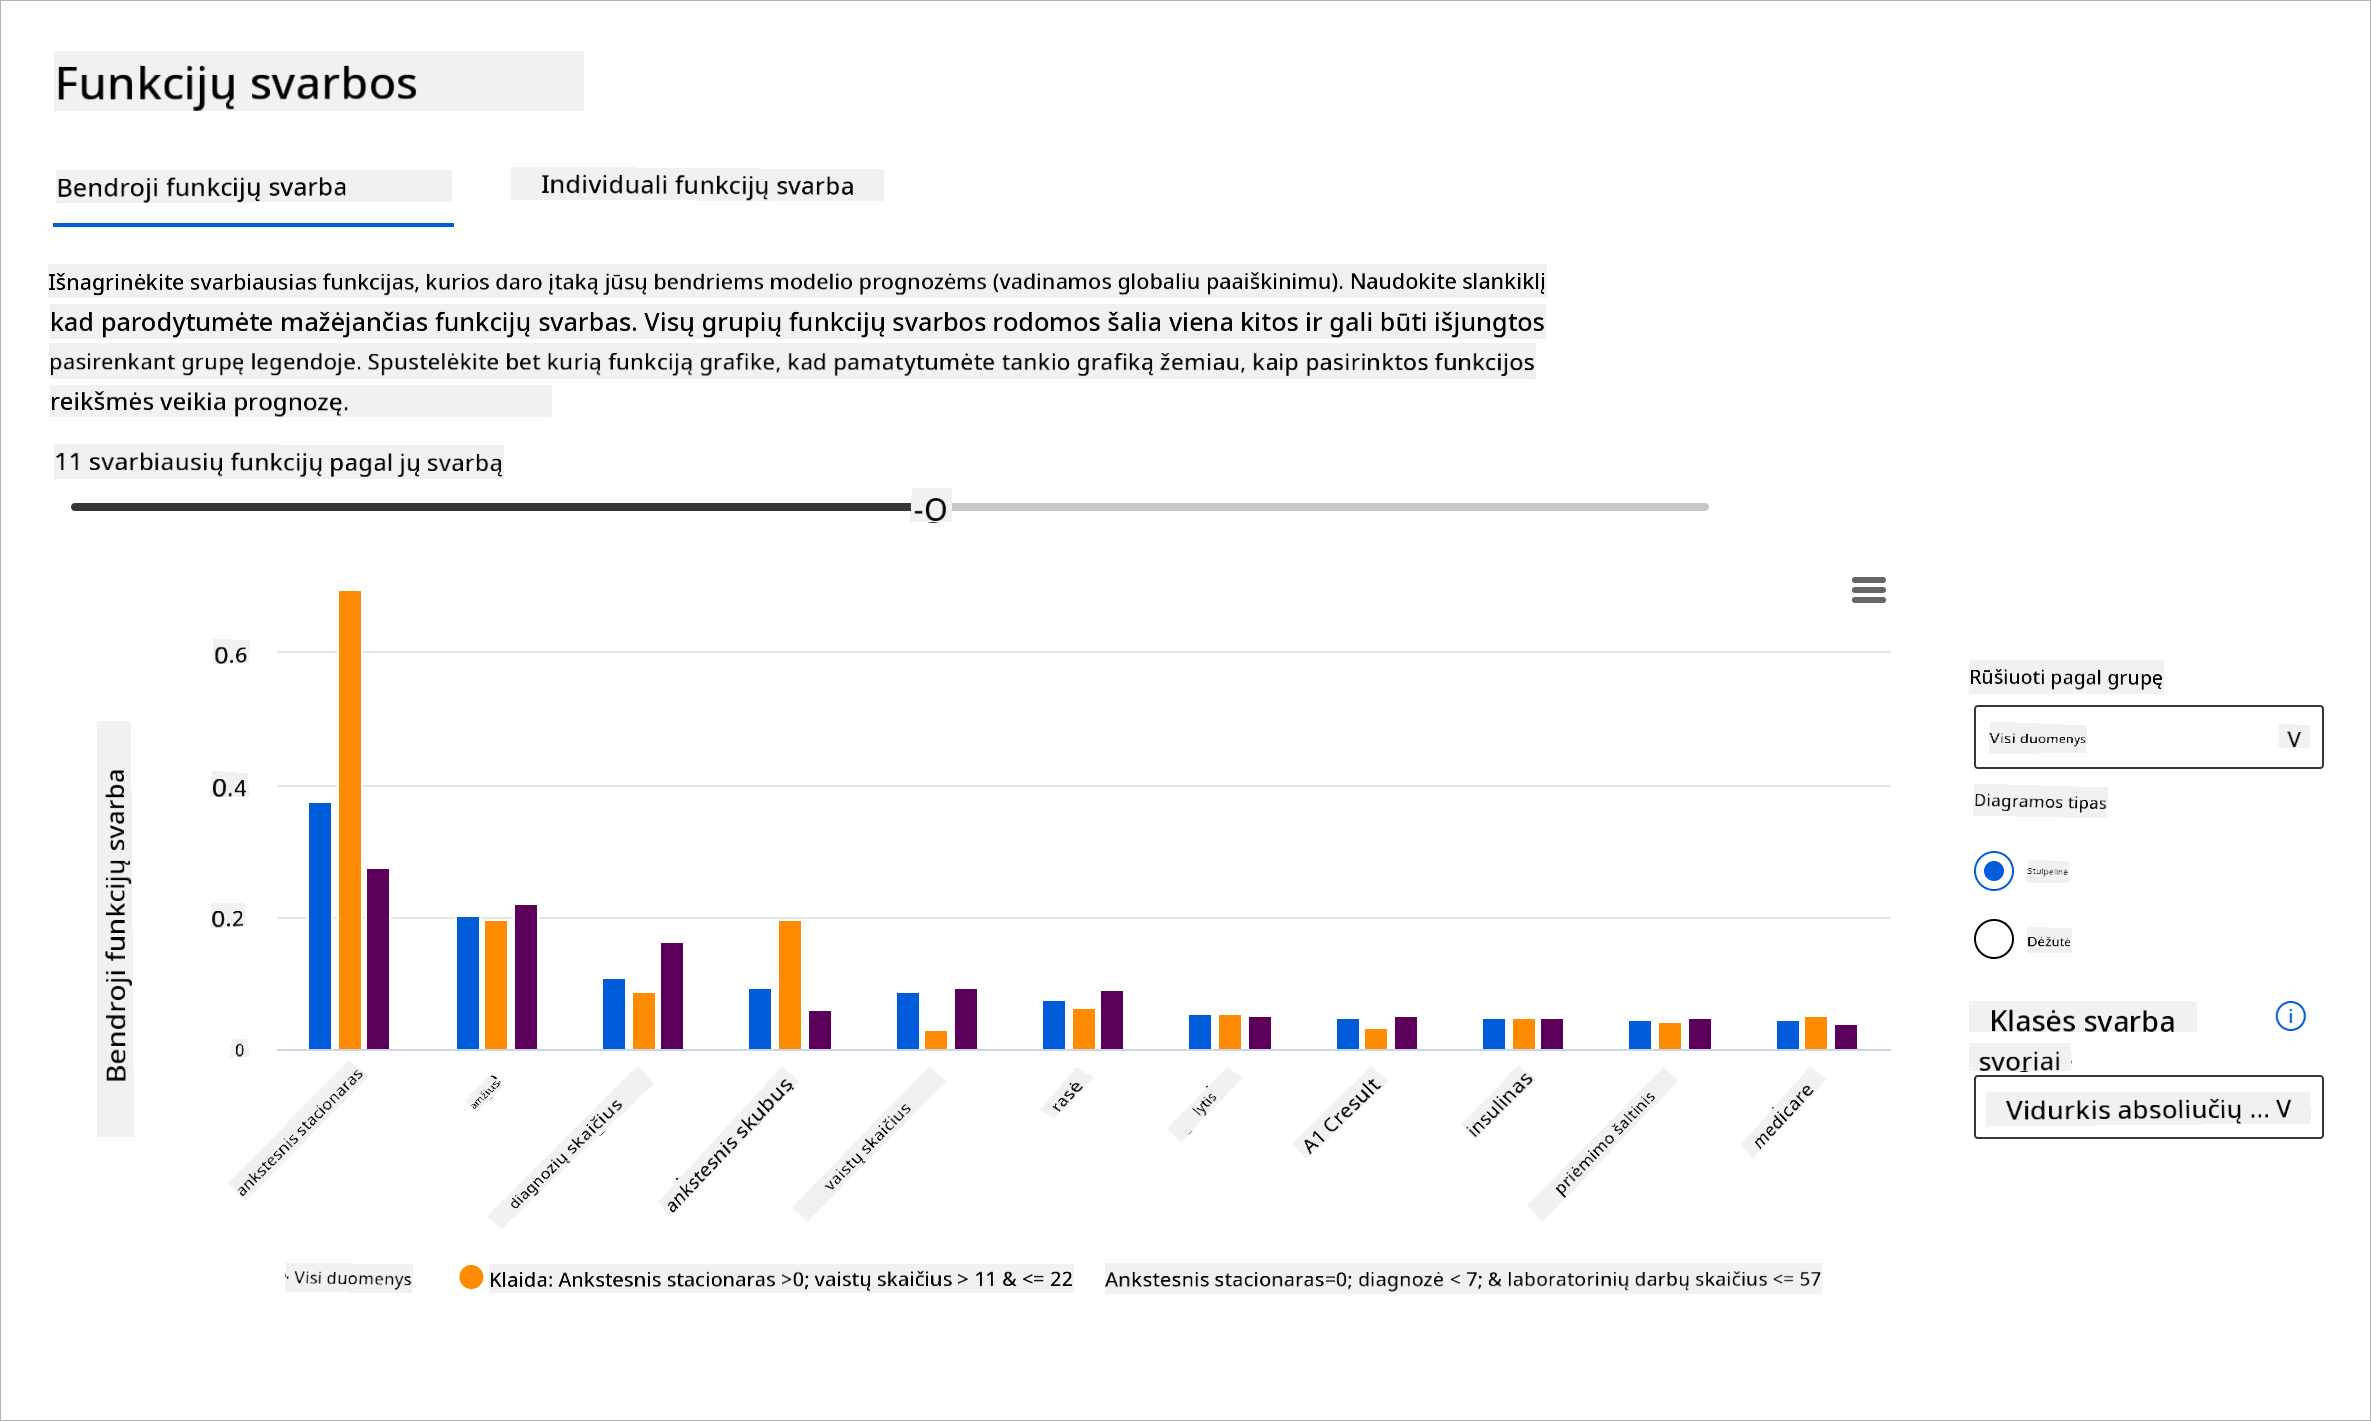 Funkcijų svarbos
Bendroji funkcijų svarba
Individuali funkcijų svarba
Išnagrinėkite svarbiausias funkcijas, kurios daro įtaką jūsų bendriems modelio prognozėms (vadinamos globaliu paaiškinimu). Naudokite slankiklį
kad parodytumėte mažėjančias funkcijų svarbas. Visų grupių funkcijų svarbos rodomos šalia viena kitos ir gali būti išjungtos
pasirenkant grupę legendoje. Spustelėkite bet kurią funkciją grafike, kad pamatytumėte tankio grafiką žemiau, kaip pasirinktos funkcijos
reikšmės veikia prognozę.
11 svarbiausių funkcijų pagal jų svarbą
-O
Bendroji funkcijų svarba
0.6
0.4
0.2
0
ankstesnis stacionaras
amžius
diagnozių skaičius
ankstesnis skubus
vaistų skaičius
rasė
lytis
A1 Cresult
insulinas
priėmimo šaltinis
medicare
Visi duomenys
Klaida: Ankstesnis stacionaras >0; vaistų skaičius > 11 & <= 22
Ankstesnis stacionaras=0; diagnozė < 7; & laboratorinių darbų skaičius <= 57
Rūšiuoti pagal grupę
Visi duomenys V
Diagramos tipas
Stulpelinė
Dėžutė
Klasės svarba i
svoriai
Vidurkis absoliučių ... V